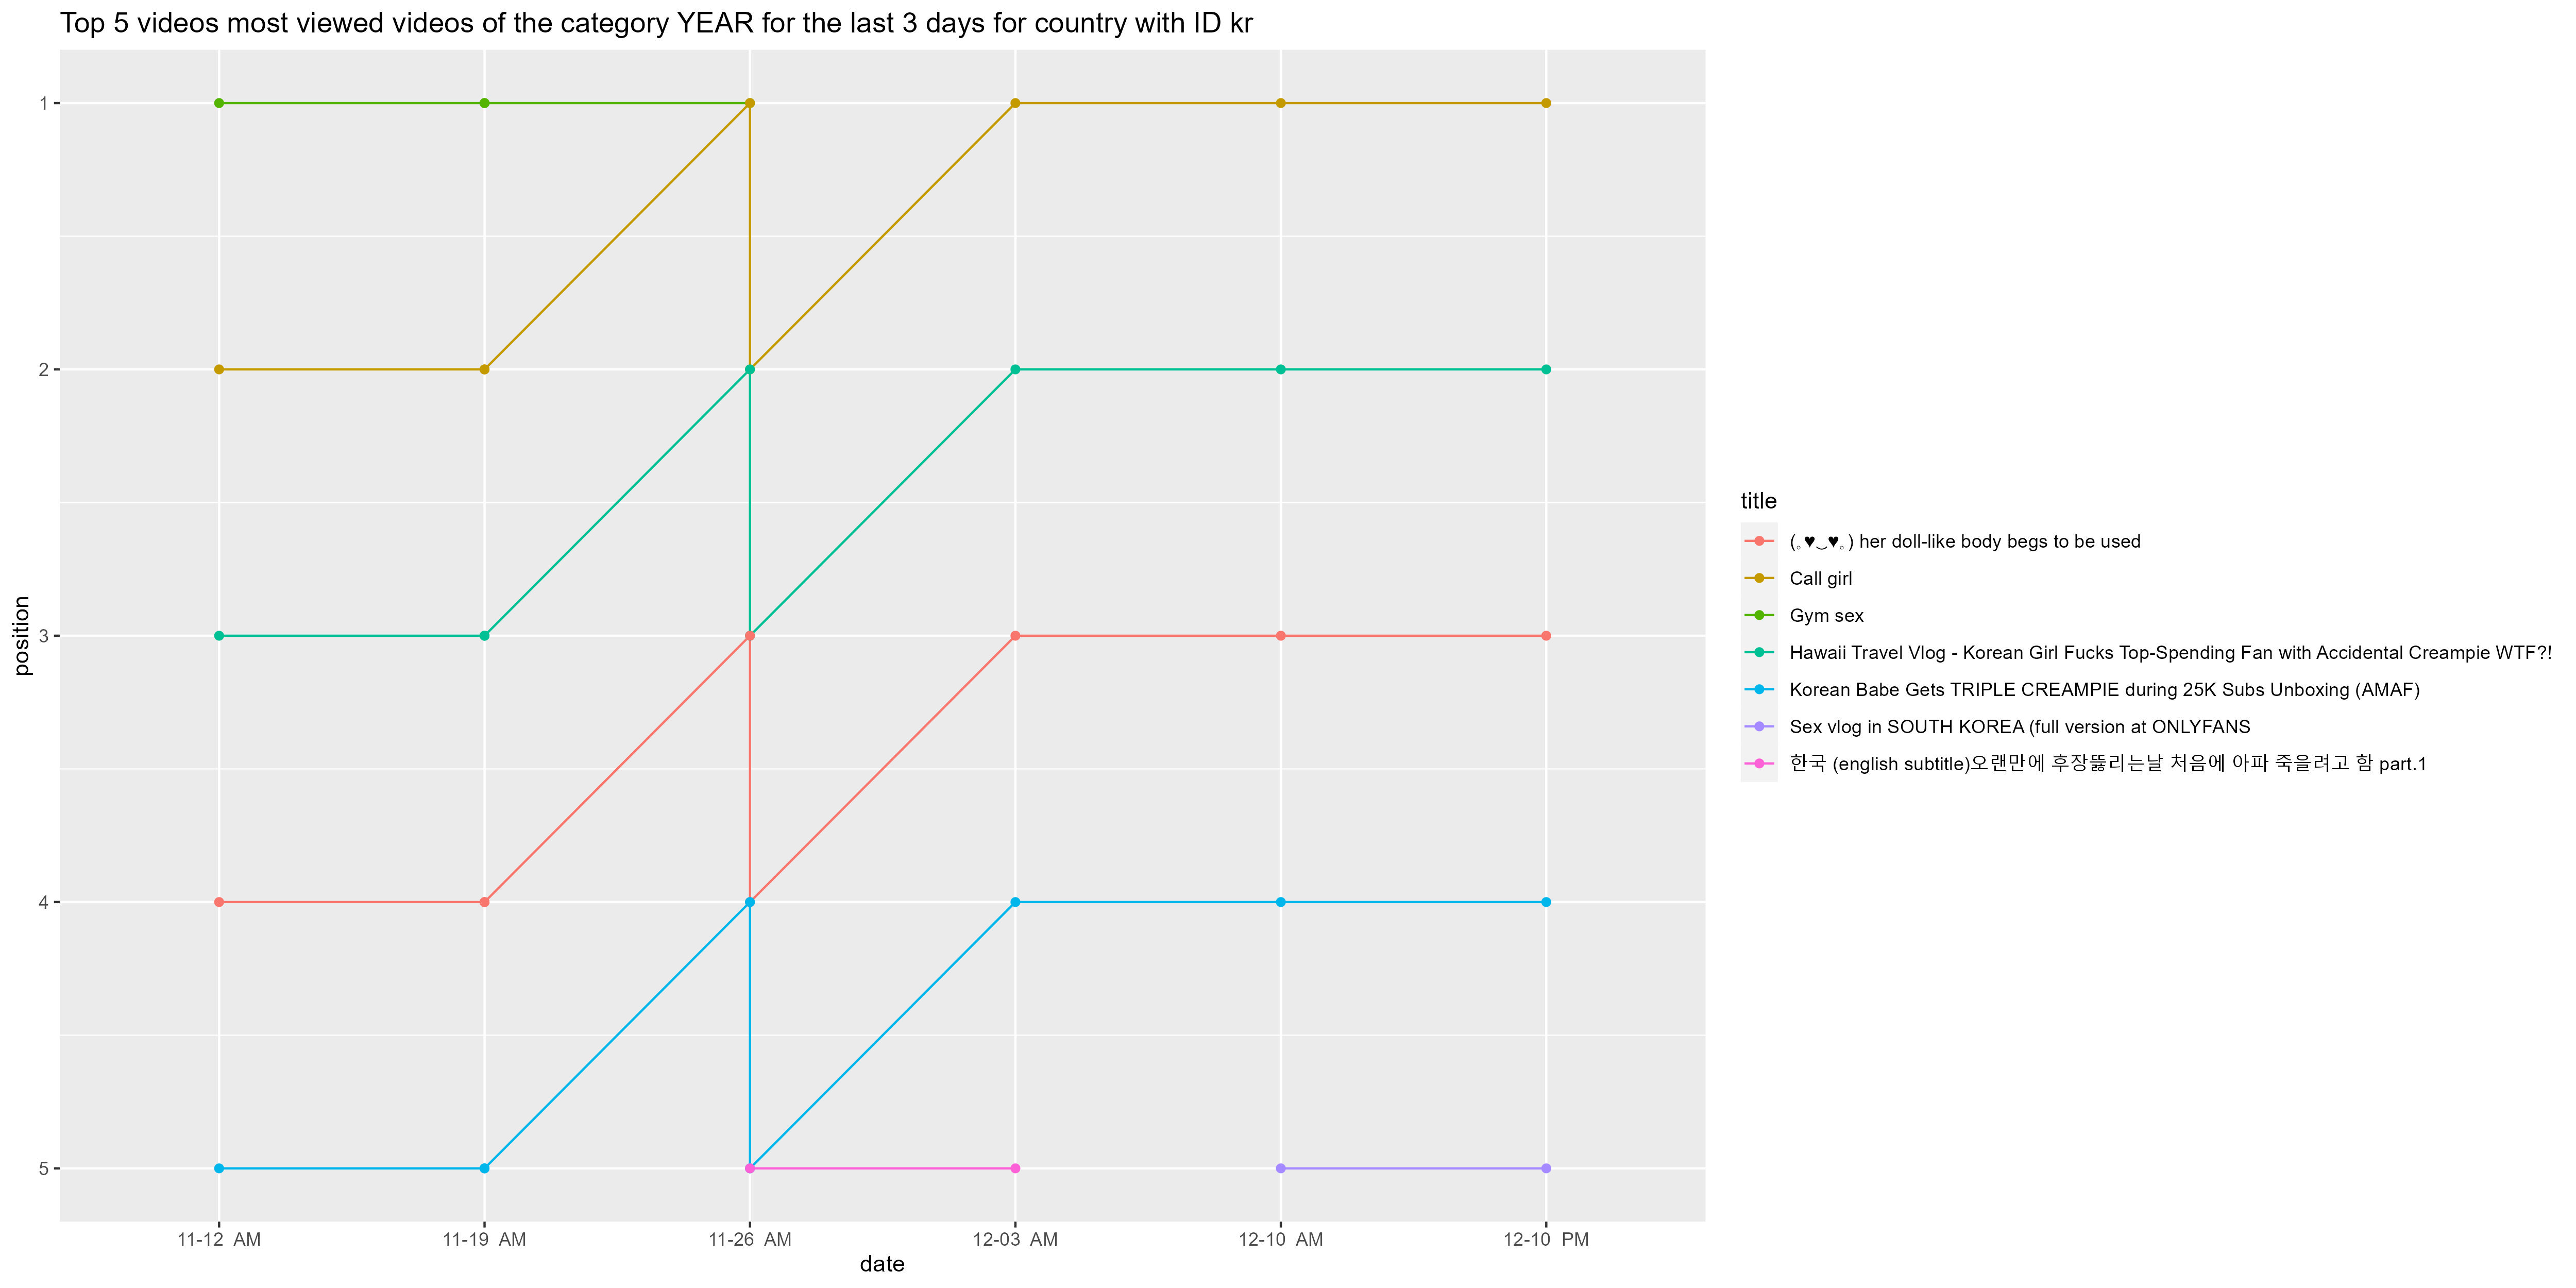 Top 5 videos most viewed videos of the category YEAR for the last 3 days for country with ID kr
position
1
2
3
4
5
11-12 AM
11-19 AM
11-26 AM
12-03 AM
12-10 AM
12-10 PM
date
title
(｡♥‿♥｡) her doll-like body begs to be used
Call girl
Gym sex
Hawaii Travel Vlog - Korean Girl Fucks Top-Spending Fan with Accidental Creampie WTF?!
Korean Babe Gets TRIPLE CREAMPIE during 25K Subs Unboxing (AMAF)
Sex vlog in SOUTH KOREA (full version at ONLYFANS
한국 (english subtitle)오랜만에 후장뚫리는날 처음에 아파 죽을려고 함 part.1